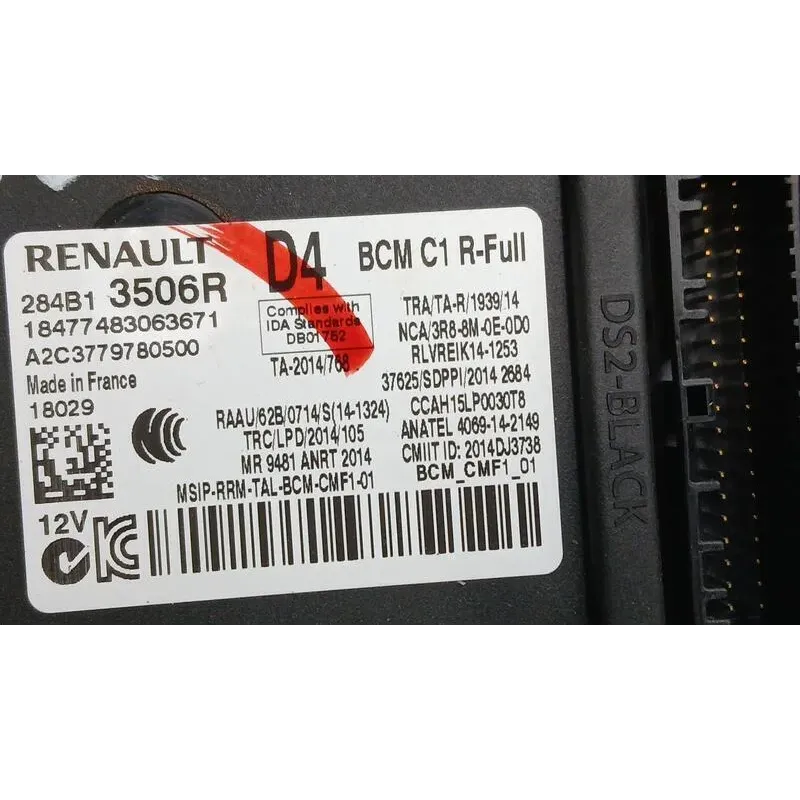 RENAULT D4 BCM C1 R-Full
284B1 3506R
18477483063671
A2C3779780500
Made in France
18029
Complies with
IDA Standards
DB01752
TA-2014/768
TRA/TA-R/1939/14
NCA/3R8-8M-0E-0D0
RLVREIK14-1253
37625/SDPPI/2014 2684
RAAU/62B/0714/S(14-1324)
TRC/LPD/2014/105
MR 9481 ANRT 2014
MSIP-RRM-TAL-BCM-CMF1-01
CCAH15LP0030T8
ANATEL 4069-14-2149
CMIIT ID: 2014DJ3738
BCM_CMF1_01
12V
DS2-BLACK